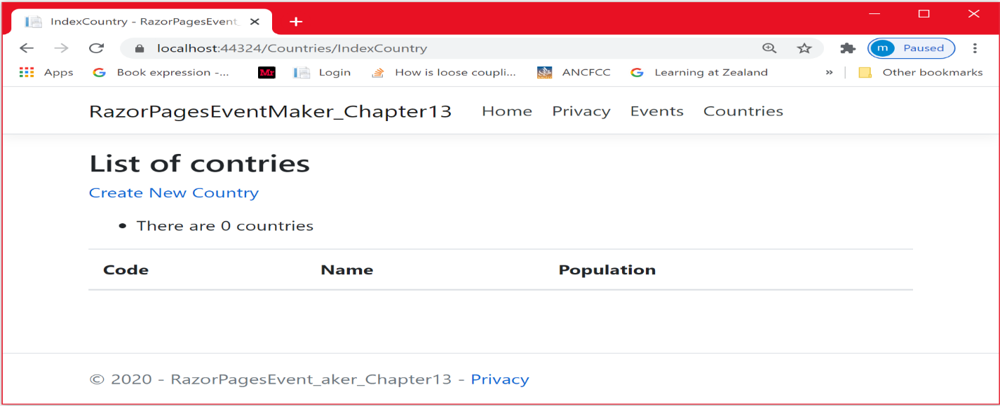 IndexCountry - RazorPagesEvent_
localhost:44324/Countries/IndexCountry
m Paused
Apps Book expression -... Mr Login How is loose coupli... ANCFCC Learning at Zealand » Other bookmarks
RazorPagesEventMaker_Chapter13 Home Privacy Events Countries
List of contries
Create New Country
• There are 0 countries
Code Name Population
© 2020 - RazorPagesEvent_aker_Chapter13 - Privacy